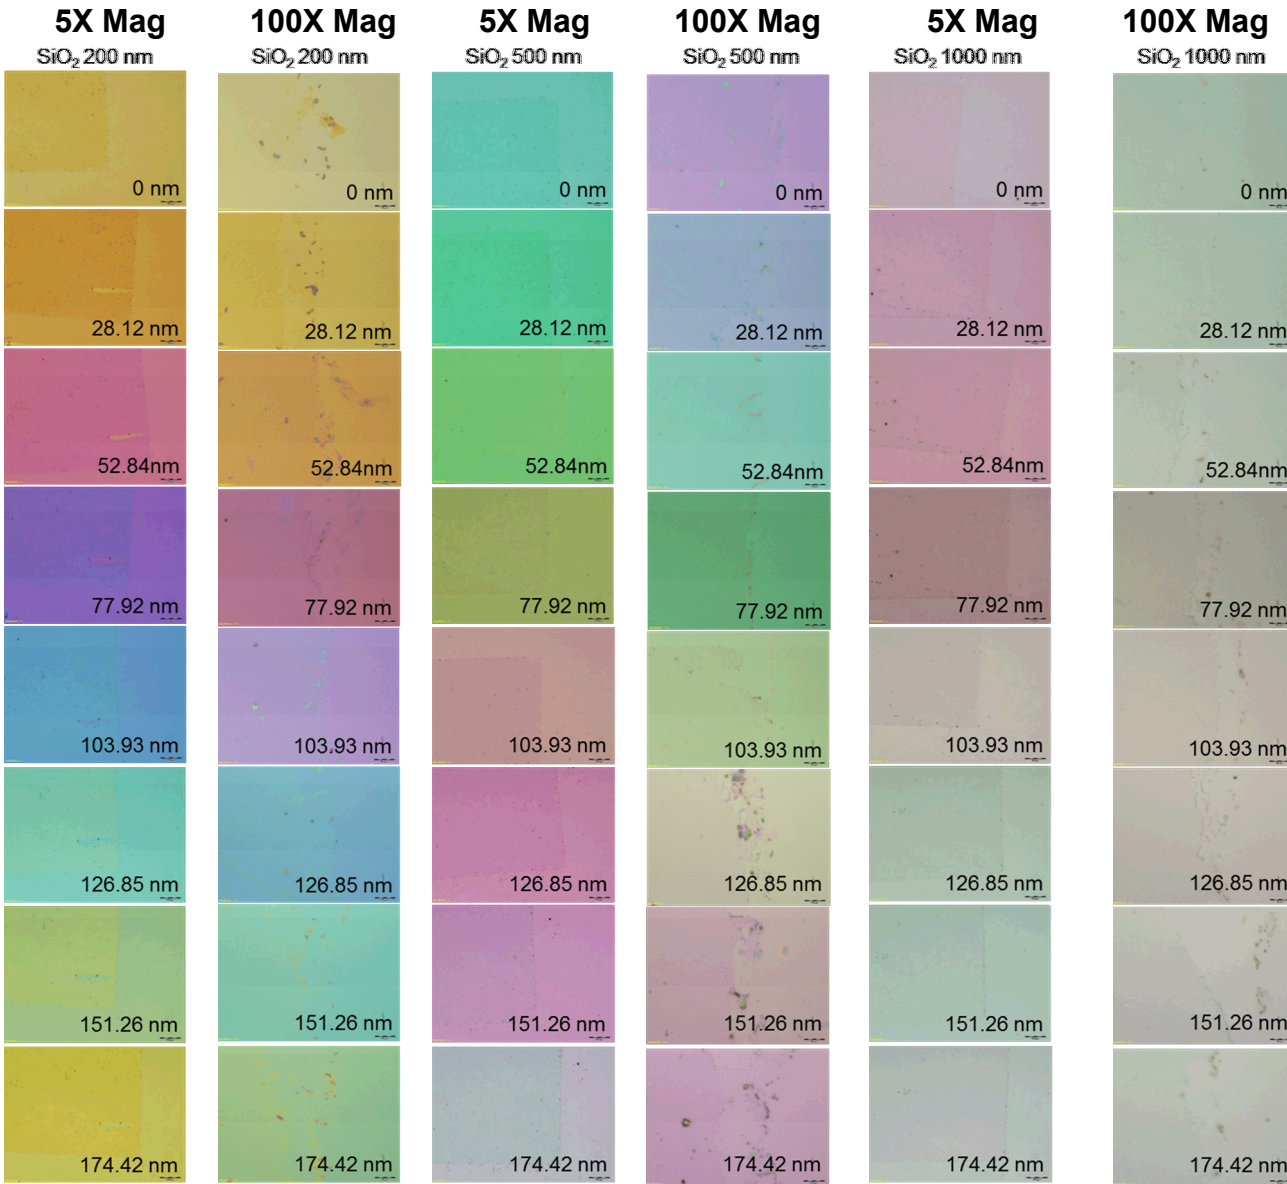 5X Mag 100X Mag 5X Mag 100X Mag 5X Mag 100X Mag
SiO₂ 200 nm SiO₂ 200 nm SiO₂ 500 nm SiO₂ 500 nm SiO₂ 1000 nm SiO₂ 1000 nm
0 nm 0 nm 0 nm 0 nm 0 nm 0 nm
28.12 nm 28.12 nm 28.12 nm 28.12 nm 28.12 nm 28.12 nm
52.84nm 52.84nm 52.84nm 52.84nm 52.84nm 52.84nm
77.92 nm 77.92 nm 77.92 nm 77.92 nm 77.92 nm 77.92 nm
103.93 nm 103.93 nm 103.93 nm 103.93 nm 103.93 nm 103.93 nm
126.85 nm 126.85 nm 126.85 nm 126.85 nm 126.85 nm 126.85 nm
151.26 nm 151.26 nm 151.26 nm 151.26 nm 151.26 nm 151.26 nm
174.42 nm 174.42 nm 174.42 nm 174.42 nm 174.42 nm 174.42 nm